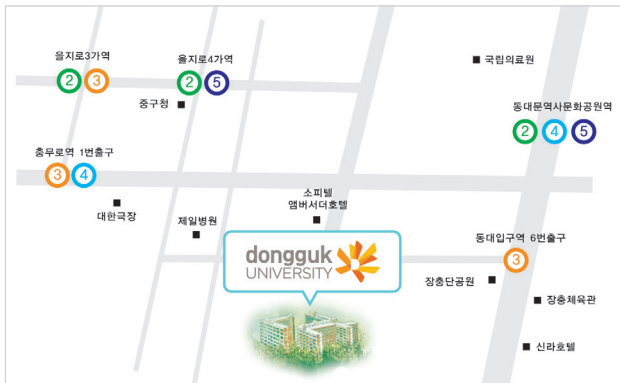 을지로3가역
2 3
을지로4가역
2 5
중구청
국립의료원
동대문역사문화공원역
2 4 5
충무로역 1번출구
3 4
대한극장
제일병원
소피텔
앰버서더호텔
dongguk
UNIVERSITY
동대입구역 6번출구
3
장충단공원
장충체육관
신라호텔